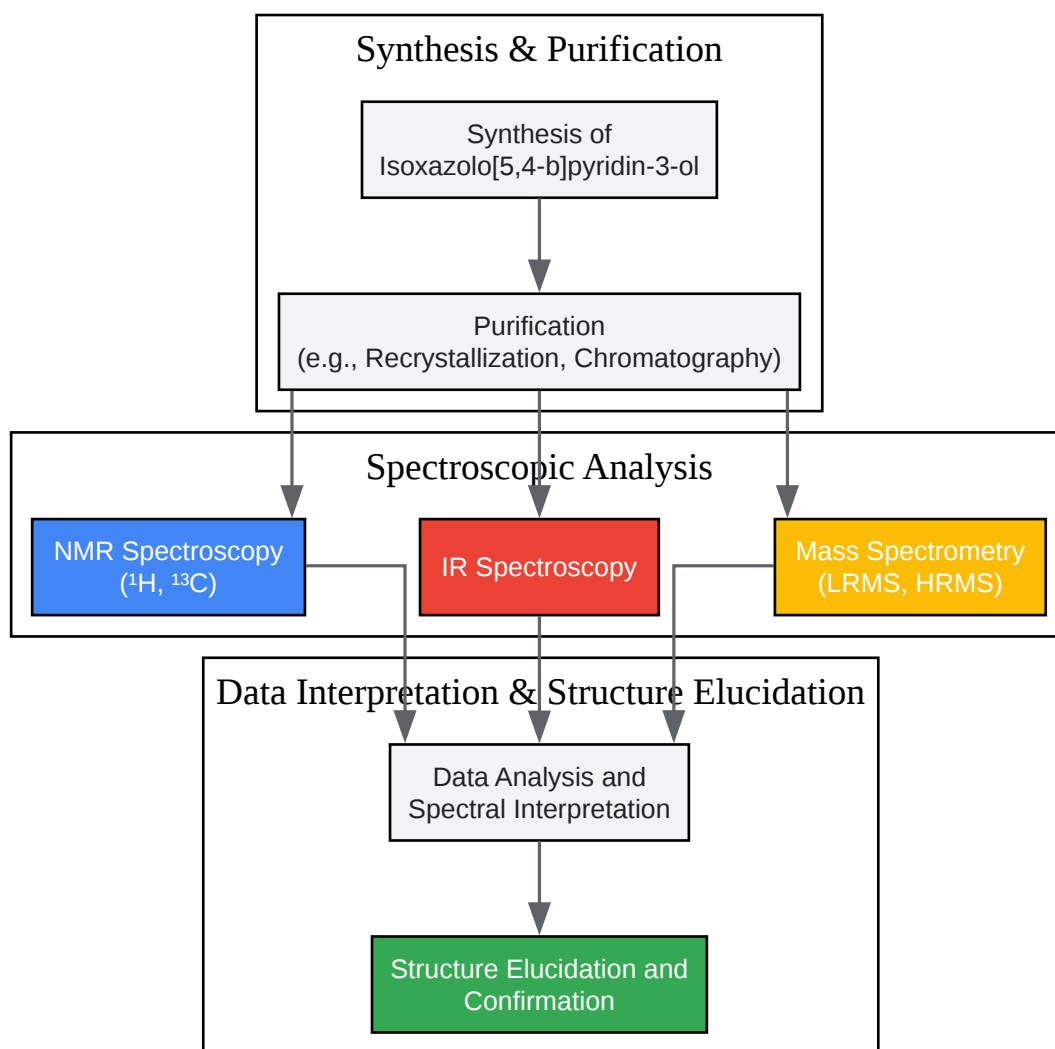 Synthesis & Purification
Synthesis of
Isoxazolo[5,4-b]pyridin-3-ol
Purification
(e.g., Recrystallization, Chromatography)
Spectroscopic Analysis
NMR Spectroscopy
(¹H, ¹³C)
IR Spectroscopy
Mass Spectrometry
(LRMS, HRMS)
Data Interpretation & Structure Elucidation
Data Analysis and
Spectral Interpretation
Structure Elucidation and
Confirmation